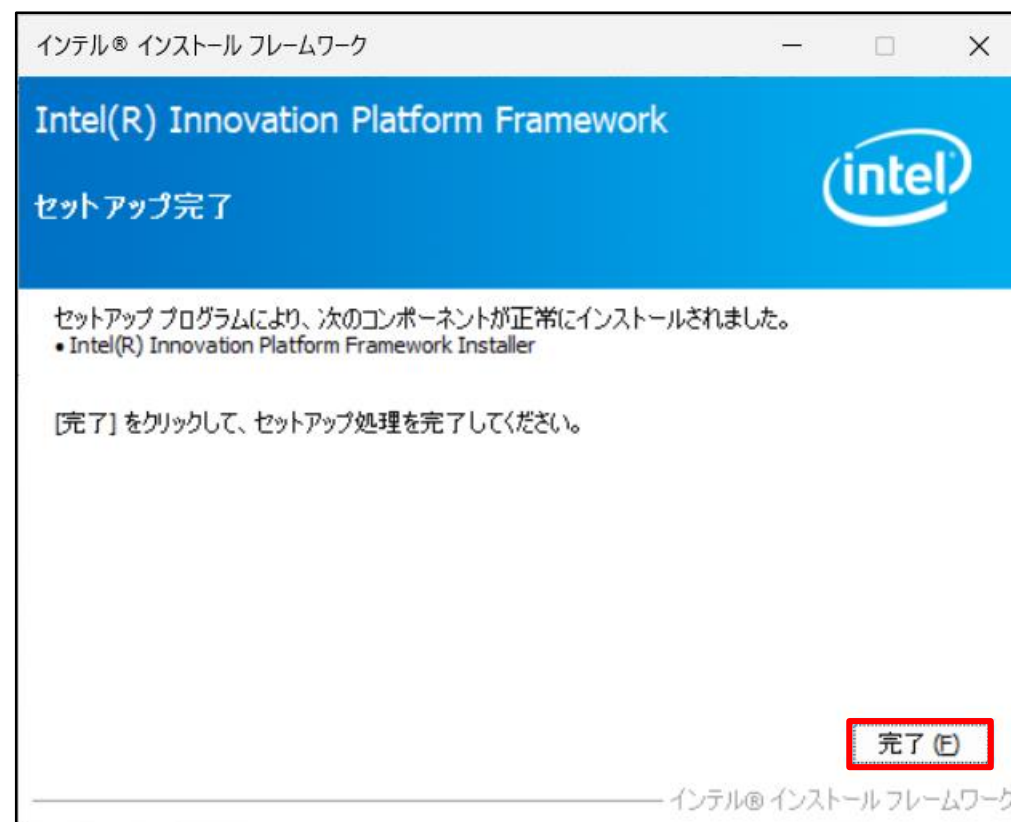 インテル® インストール フレームワーク
Intel(R) Innovation Platform Framework
intel
セットアップ完了
セットアップ プログラムにより、次のコンポーネントが正常にインストールされました。
• Intel(R) Innovation Platform Framework Installer
[完了] をクリックして、セットアップ処理を完了してください。
完了 (F)
インテル® インストール フレームワーク